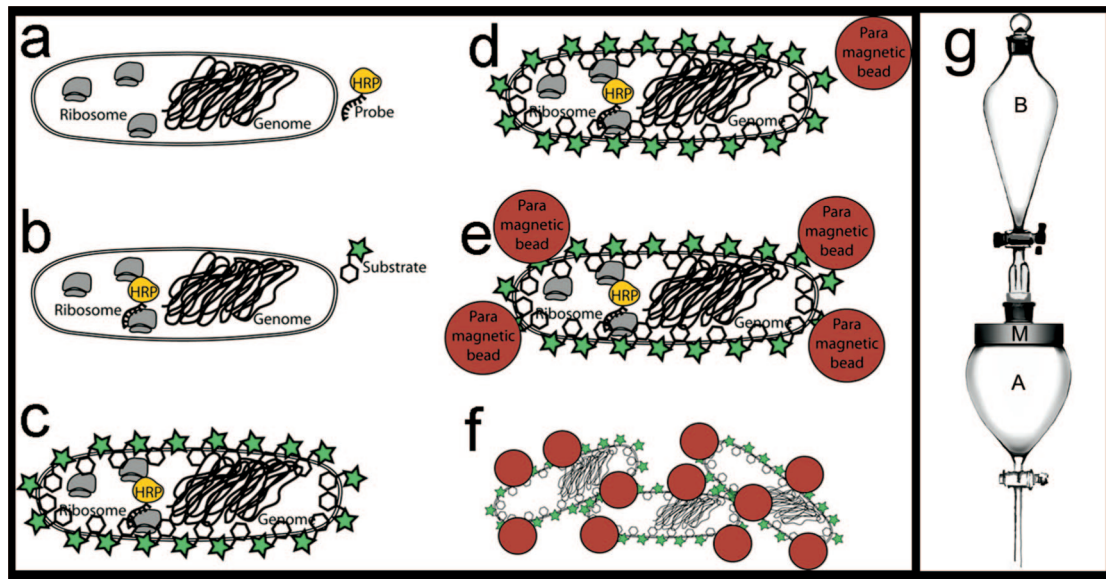 a
HRP
Ribosome
Probe
Genome
b
Substrate
HRP
Ribosome
Genome
c
HRP
Ribosome
Genome
d
Para
magnetic
bead
HRP
Ribosome
Genome
e
Para
magnetic
bead
Para
magnetic
bead
HRP
Ribosome
Genome
Para
magnetic
bead
Para
magnetic
bead
f
g
B
M
A